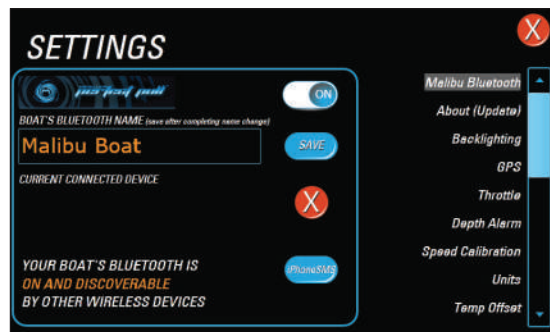 SETTINGS
X
perfect pull
ON
BOAT'S BLUETOOTH NAME (save after completing name change)
Malibu Boat
SAVE
CURRENT CONNECTED DEVICE
X
YOUR BOAT'S BLUETOOTH IS
ON AND DISCOVERABLE
BY OTHER WIRELESS DEVICES
iPhoneSMS
Malibu Bluetooth
About (Update)
Backlighting
GPS
Throttle
Depth Alarm
Speed Calibration
Units
Temp Offset